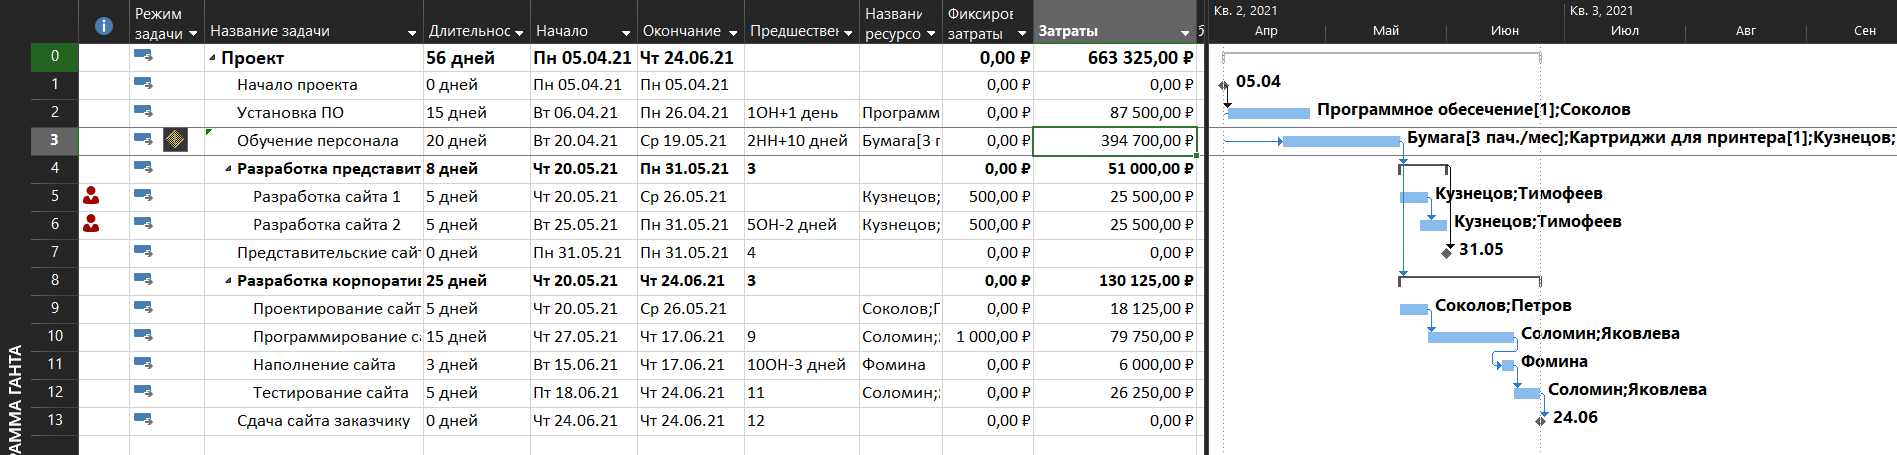 Режим задачи	Название задачи	Длительнос	Начало	Окончание	Предшествен	Названи ресурсо	Фиксиров затраты	Затраты	Кв. 2, 2021	Кв. 3, 2021
Апр	Май	Июн	Июл	Авг	Сен
0	Проект	56 дней	Пн 05.04.21	Чт 24.06.21	0,00 ₽	663 325,00 ₽
1	Начало проекта	0 дней	Пн 05.04.21	Пн 05.04.21	0,00 ₽	0,00 ₽	05.04
2	Установка ПО	15 дней	Вт 06.04.21	Пн 26.04.21	1ОН+1 день	Программ	0,00 ₽	87 500,00 ₽	Программное обесечение[1];Соколов
3	Обучение персонала	20 дней	Вт 20.04.21	Ср 19.05.21	2НН+10 дней	Бумага[3 п	0,00 ₽	394 700,00 ₽	Бумага[3 пач./мес];Картриджи для принтера[1];Кузнецов;
4	Разработка представит	8 дней	Чт 20.05.21	Пн 31.05.21	3	0,00 ₽	51 000,00 ₽
5	Разработка сайта 1	5 дней	Чт 20.05.21	Ср 26.05.21	Кузнецов;	500,00 ₽	25 500,00 ₽	Кузнецов;Тимофеев
6	Разработка сайта 2	5 дней	Вт 25.05.21	Пн 31.05.21	5ОН-2 дней	Кузнецов;	500,00 ₽	25 500,00 ₽	Кузнецов;Тимофеев
7	Представительские сайт	0 дней	Пн 31.05.21	Пн 31.05.21	4	0,00 ₽	0,00 ₽	31.05
8	Разработка корпоратив	25 дней	Чт 20.05.21	Чт 24.06.21	3	0,00 ₽	130 125,00 ₽
9	Проектирование сайт	5 дней	Чт 20.05.21	Ср 26.05.21	Соколов;П	0,00 ₽	18 125,00 ₽	Соколов;Петров
10	Программирование са	15 дней	Чт 27.05.21	Чт 17.06.21	9	Соломин;	1 000,00 ₽	79 750,00 ₽	Соломин;Яковлева
11	Наполнение сайта	3 дней	Вт 15.06.21	Чт 17.06.21	10ОН-3 дней	Фомина	0,00 ₽	6 000,00 ₽	Фомина
12	Тестирование сайта	5 дней	Пт 18.06.21	Чт 24.06.21	11	Соломин;	0,00 ₽	26 250,00 ₽	Соломин;Яковлева
13	Сдача сайта заказчику	0 дней	Чт 24.06.21	Чт 24.06.21	12	0,00 ₽	0,00 ₽	24.06
РАММА ГАНТА